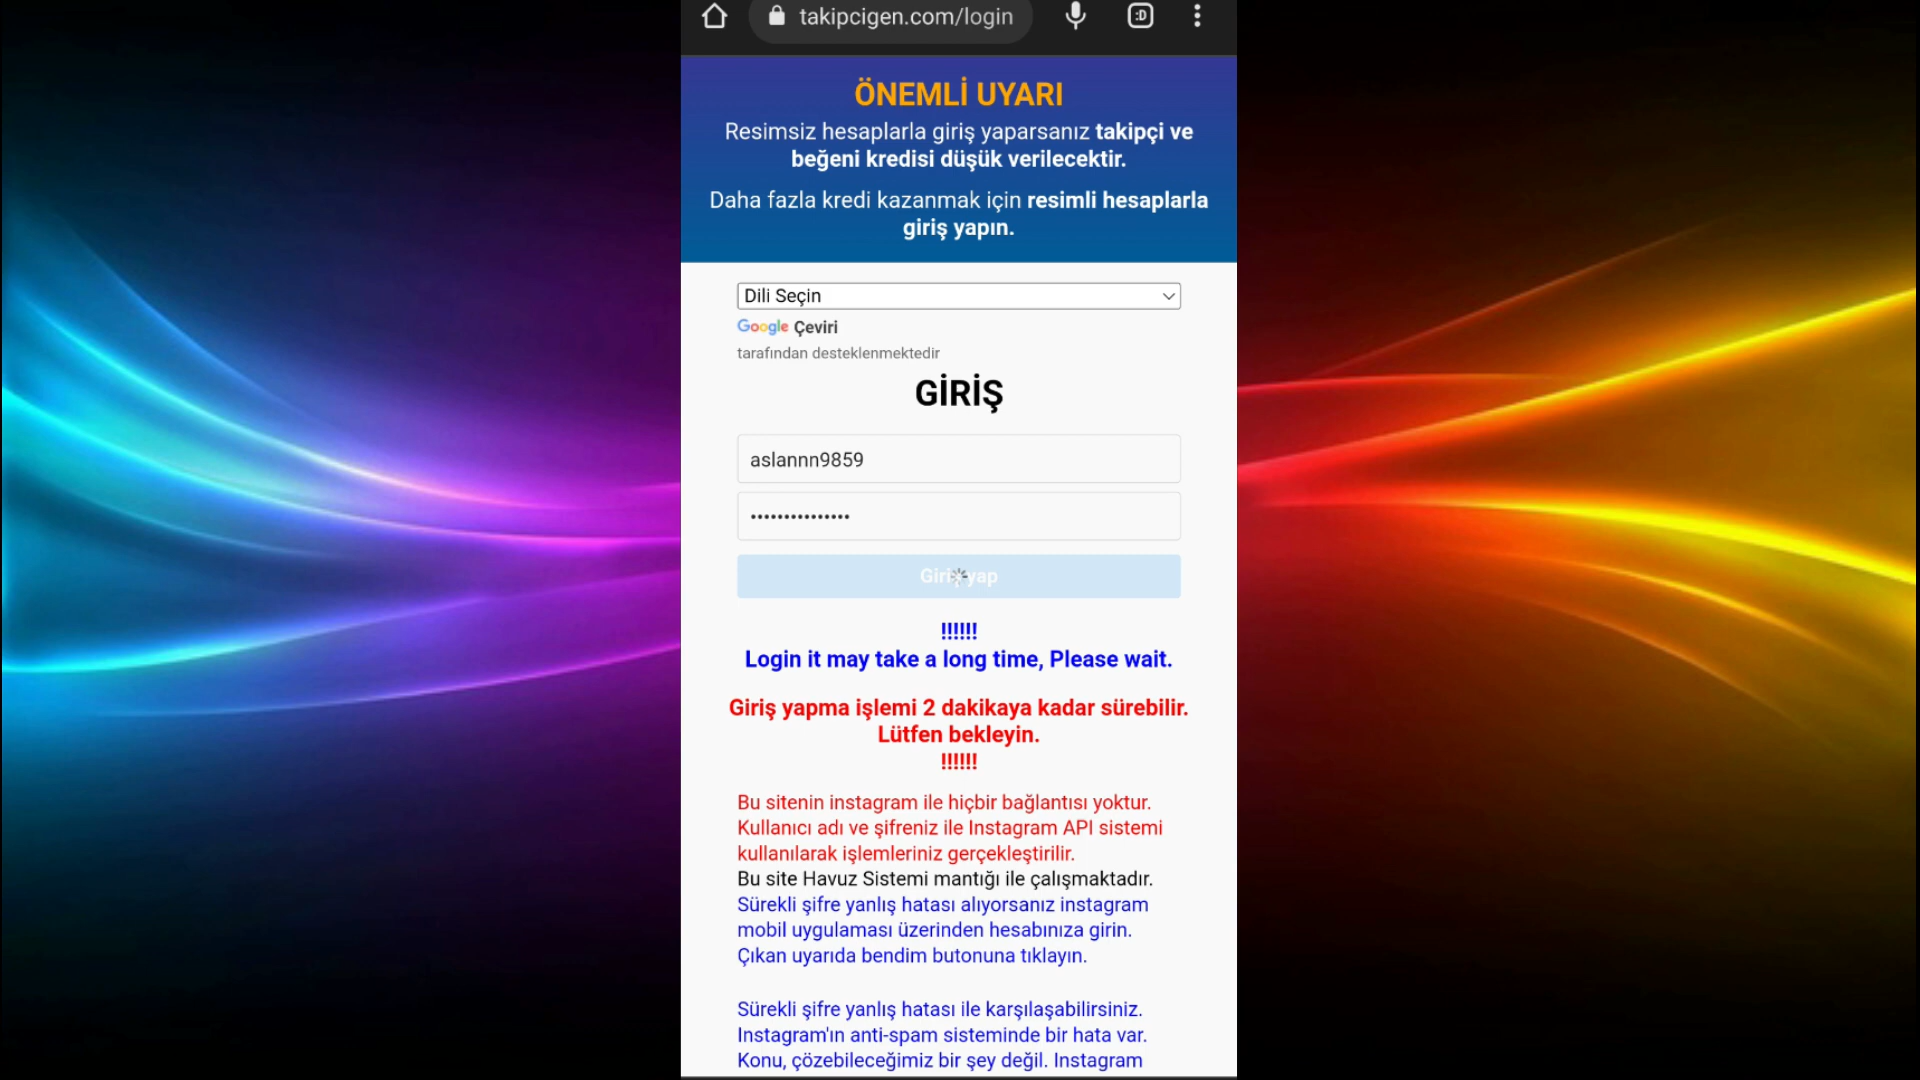 takipcigen.com/login
:D
ÖNEMLİ UYARI
Resimsiz hesaplarla giriş yaparsanız takipçi ve
beğeni kredisi düşük verilecektir.
Daha fazla kredi kazanmak için resimli hesaplarla
giriş yapın.
Dili Seçin
Google Çeviri
tarafından desteklenmektedir
GİRİŞ
aslannn9859
•••••••••••••••
Giriş yap
!!!!!!
Login it may take a long time, Please wait.
Giriş yapma işlemi 2 dakikaya kadar sürebilir.
Lütfen bekleyin.
!!!!!!
Bu sitenin instagram ile hiçbir bağlantısı yoktur.
Kullanıcı adı ve şifreniz ile Instagram API sistemi
kullanılarak işlemleriniz gerçekleştirilir.
Bu site Havuz Sistemi mantığı ile çalışmaktadır.
Sürekli şifre yanlış hatası alıyorsanız instagram
mobil uygulaması üzerinden hesabınıza girin.
Çıkan uyarıda bendim butonuna tıklayın.
Sürekli şifre yanlış hatası ile karşılaşabilirsiniz.
Instagram'ın anti-spam sisteminde bir hata var.
Konu, çözebileceğimiz bir şey değil. Instagram